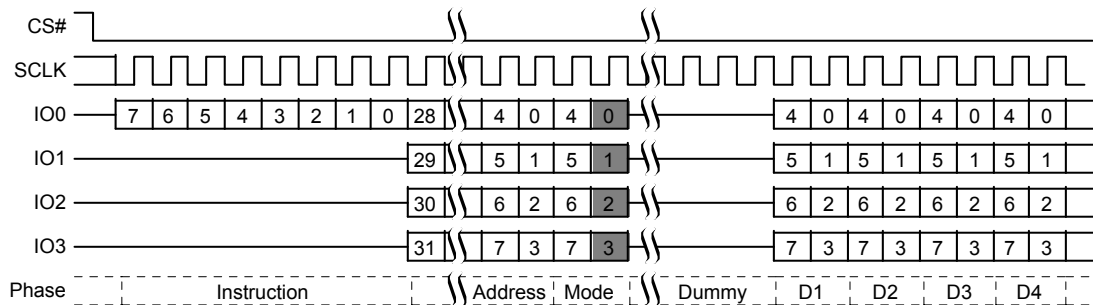 CS#
SCLK
IO0 7 6 5 4 3 2 1 0 28 4 0 4 0 4 0 4 0 4 0 4 0
IO1 29 5 1 5 1 5 1 5 1 5 1 5 1
IO2 30 6 2 6 2 6 2 6 2 6 2 6 2
IO3 31 7 3 7 3 7 3 7 3 7 3 7 3
Phase Instruction Address Mode Dummy D1 D2 D3 D4